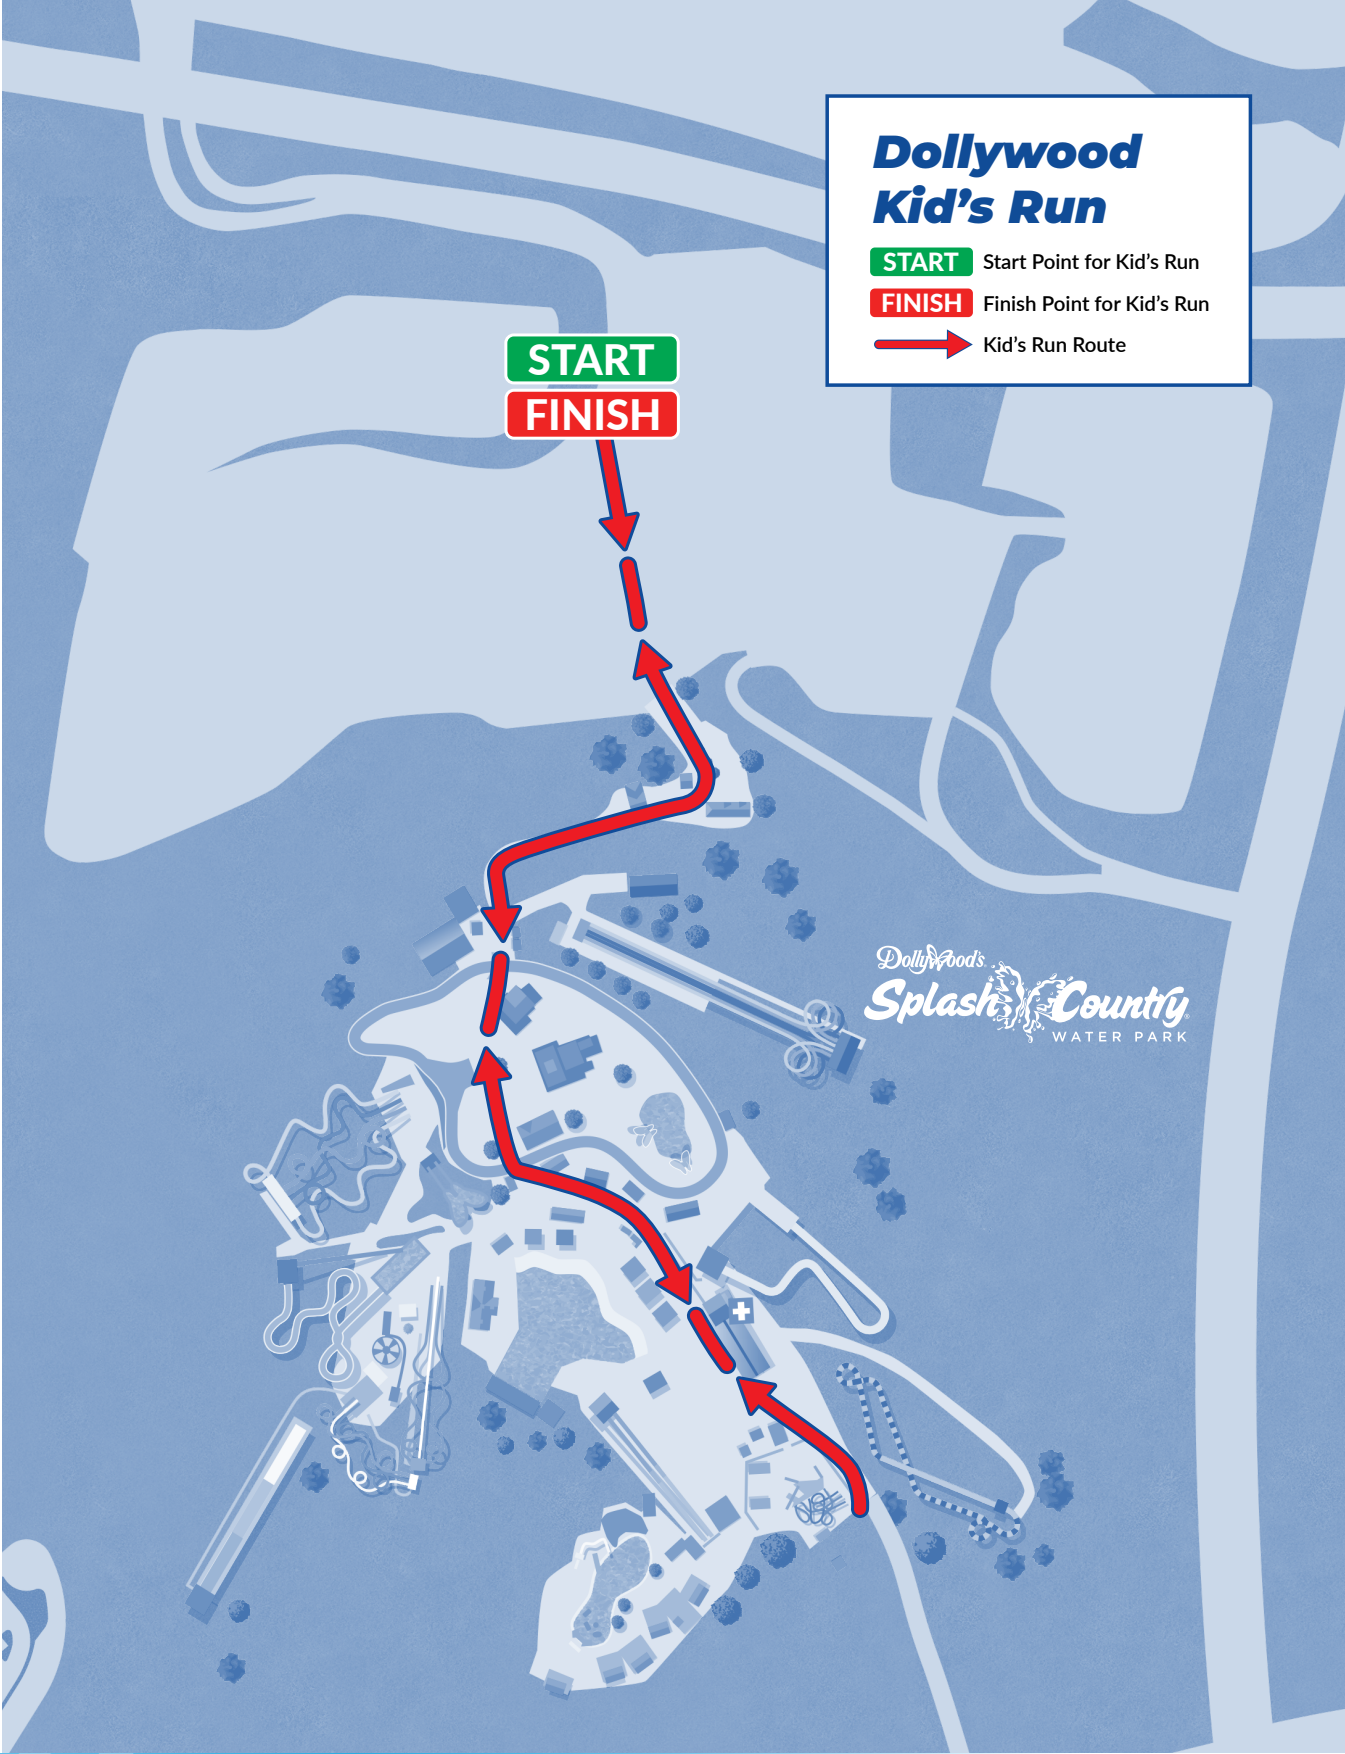 Dollywood
Kid's Run
START Start Point for Kid's Run
FINISH Finish Point for Kid's Run
Kid's Run Route
START
FINISH
Dollywood's
Splash Country
WATER PARK